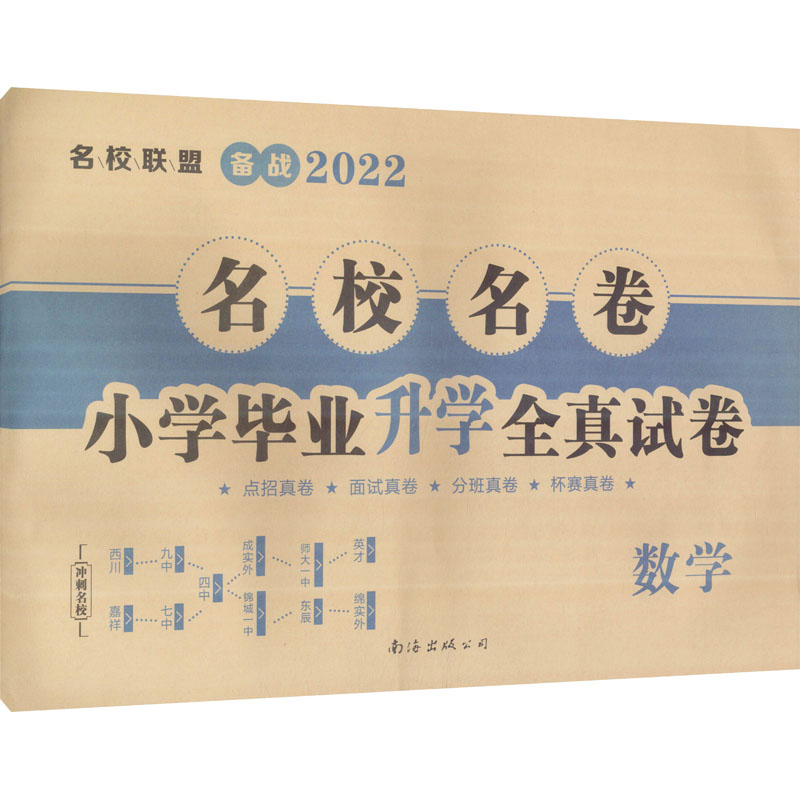 名\校\联\盟 备战2022
名校名卷
小学毕业升学全真试卷
★ 点招真卷 ★ 面试真卷 ★ 分班真卷 ★ 杯赛真卷 ★
数学
冲刺名校
西川
九中
四中
成实外
师大一中
英才
嘉祥
七中
锦城一中
东辰
绵实外
南海出版公司